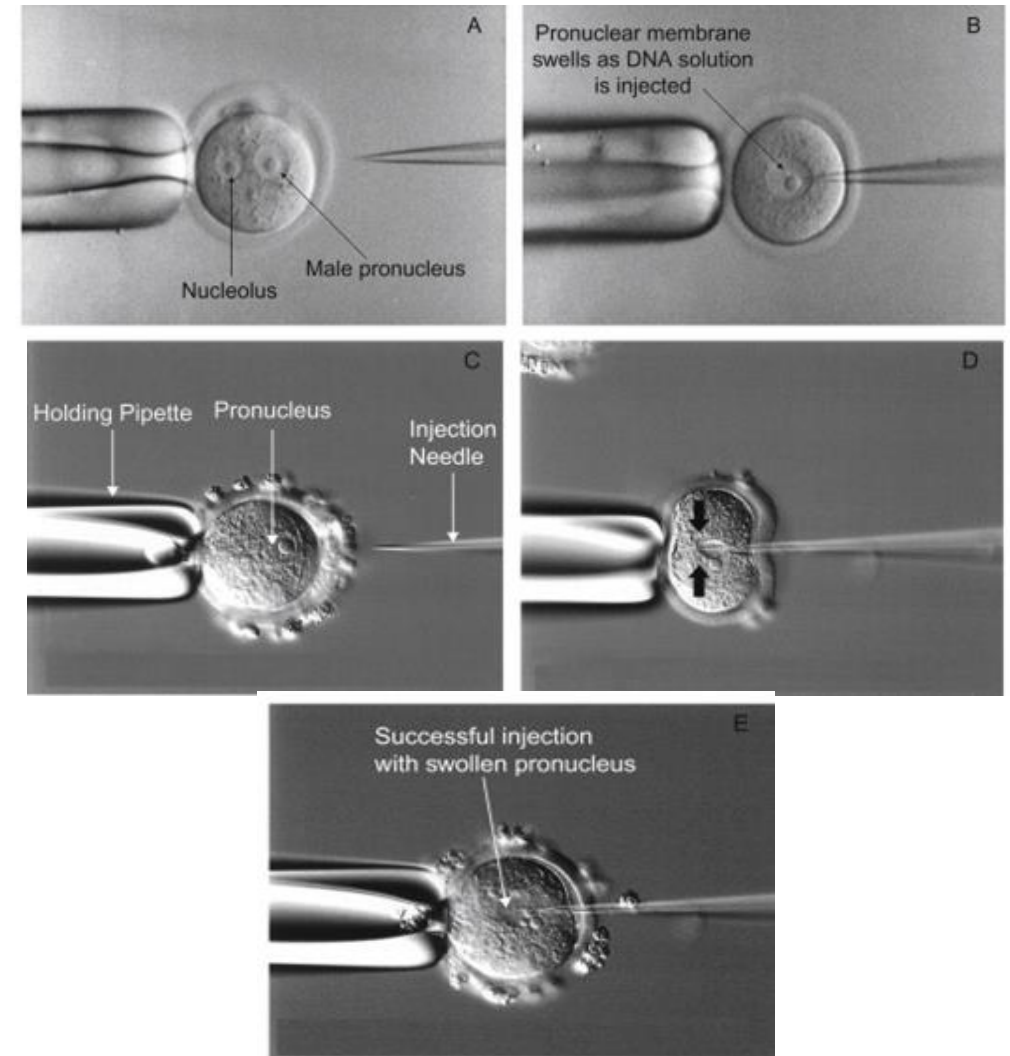 A
Nucleolus
Male pronucleus
B
Pronuclear membrane
swells as DNA solution
is injected
C
Holding Pipette
Pronucleus
Injection
Needle
D
E
Successful injection
with swollen pronucleus